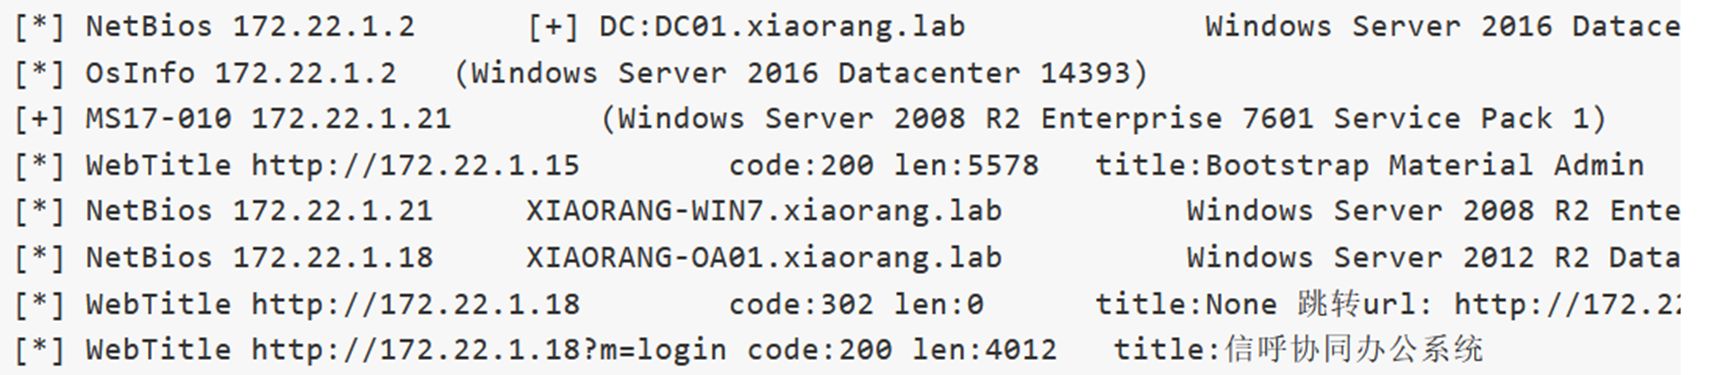 [*] NetBios 172.22.1.2 [+] DC:DC01.xiaorang.lab Windows Server 2016 Datace
[*] OsInfo 172.22.1.2 (Windows Server 2016 Datacenter 14393)
[+] MS17-010 172.22.1.21 (Windows Server 2008 R2 Enterprise 7601 Service Pack 1)
[*] WebTitle http://172.22.1.15 code:200 len:5578 title:Bootstrap Material Admin
[*] NetBios 172.22.1.21 XIAORANG-WIN7.xiaorang.lab Windows Server 2008 R2 Ente
[*] NetBios 172.22.1.18 XIAORANG-OA01.xiaorang.lab Windows Server 2012 R2 Data
[*] WebTitle http://172.22.1.18 code:302 len:0 title:None 跳转url: http://172.22
[*] WebTitle http://172.22.1.18?m=login code:200 len:4012 title:信呼协同办公系统